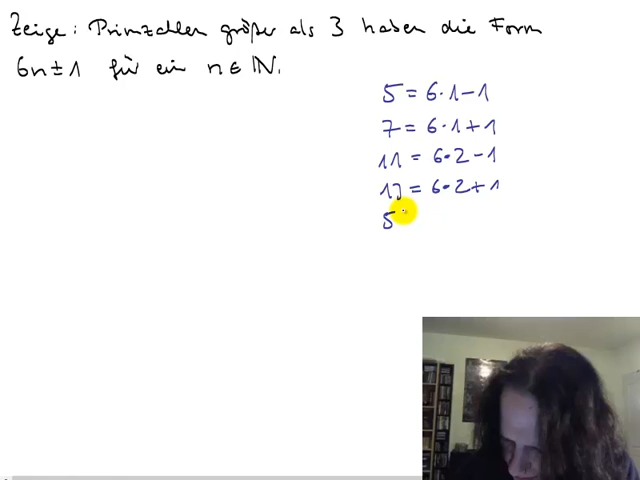 Zeige: Primzahlen größer als 3 haben die Form
6n±1 für ein n∈ℕ.
5 = 6·1-1
7 = 6·1+1
11 = 6·2-1
13 = 6·2+1
5